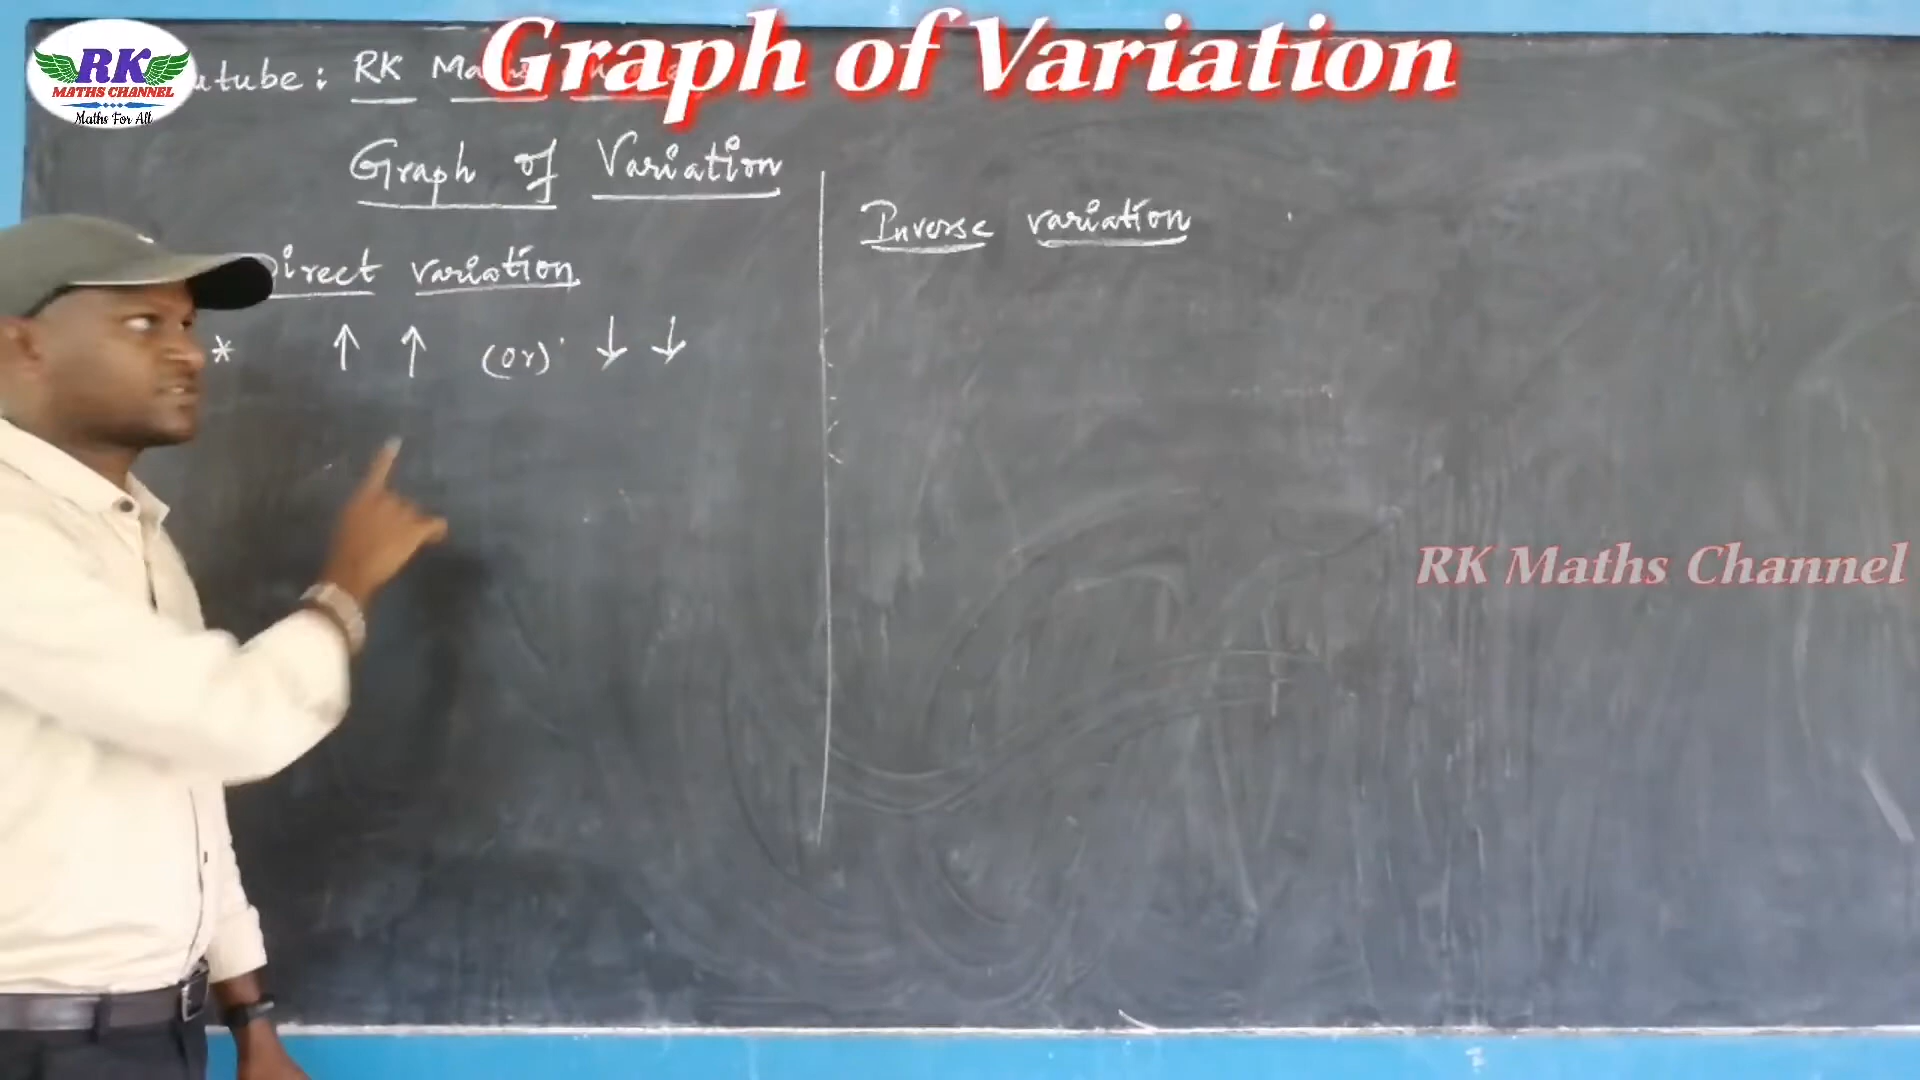 Graph of Variation
RK
MATHS CHANNEL
Maths For All
utube: RK
Graph of Variation
Direct variation
* ↑ ↑ (or) ↓ ↓
Inverse variation
RK Maths Channel